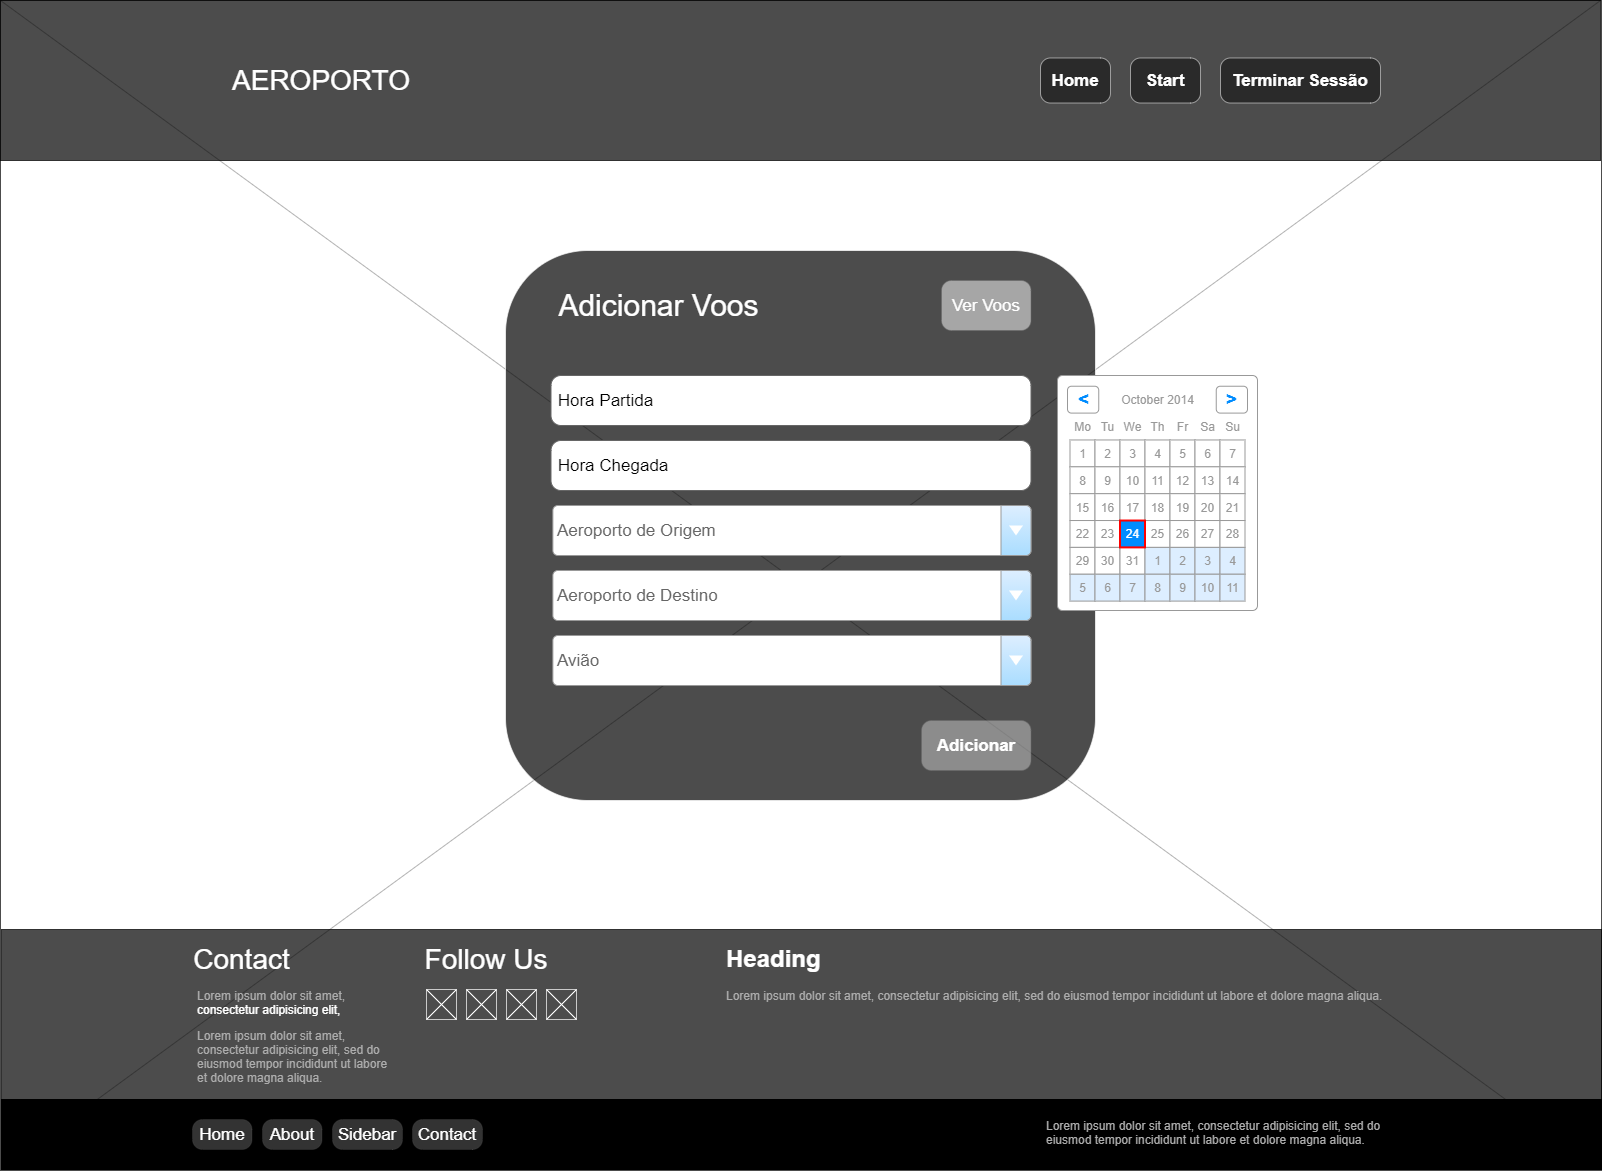 AEROPORTO
Home
Start
Terminar Sessão
Adicionar Voos
Ver Voos
Hora Partida
Hora Chegada
Aeroporto de Origem
Aeroporto de Destino
Avião
Adicionar
< October 2014 >
Mo Tu We Th Fr Sa Su
1 2 3 4 5 6 7
8 9 10 11 12 13 14
15 16 17 18 19 20 21
22 23 24 25 26 27 28
29 30 31 1 2 3 4
5 6 7 8 9 10 11
Contact
Lorem ipsum dolor sit amet,
consectetur adipisicing elit,
Lorem ipsum dolor sit amet,
consectetur adipisicing elit, sed do
eiusmod tempor incididunt ut labore
et dolore magna aliqua.
Follow Us
Heading
Lorem ipsum dolor sit amet, consectetur adipisicing elit, sed do eiusmod tempor incididunt ut labore et dolore magna aliqua.
Home
About
Sidebar
Contact
Lorem ipsum dolor sit amet, consectetur adipisicing elit, sed do
eiusmod tempor incididunt ut labore et dolore magna aliqua.